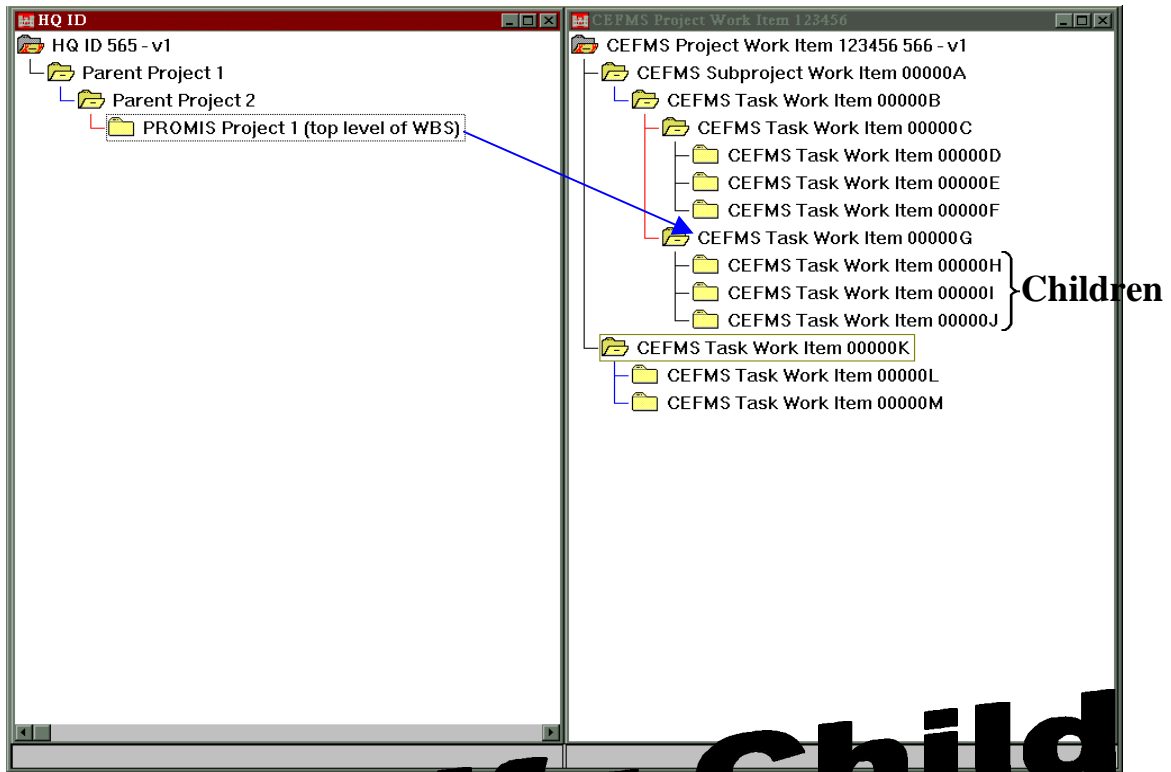 HQ ID
HQ ID 565 - v1
Parent Project 1
Parent Project 2
PROMIS Project 1 (top level of WBS)
CEFMS Project Work Item 123456
CEFMS Project Work Item 123456 566 - v1
CEFMS Subproject Work Item 00000A
CEFMS Task Work Item 00000B
CEFMS Task Work Item 00000C
CEFMS Task Work Item 00000D
CEFMS Task Work Item 00000E
CEFMS Task Work Item 00000F
CEFMS Task Work Item 00000G
CEFMS Task Work Item 00000H
CEFMS Task Work Item 00000I
CEFMS Task Work Item 00000J
Children
CEFMS Task Work Item 00000K
CEFMS Task Work Item 00000L
CEFMS Task Work Item 00000M
Child